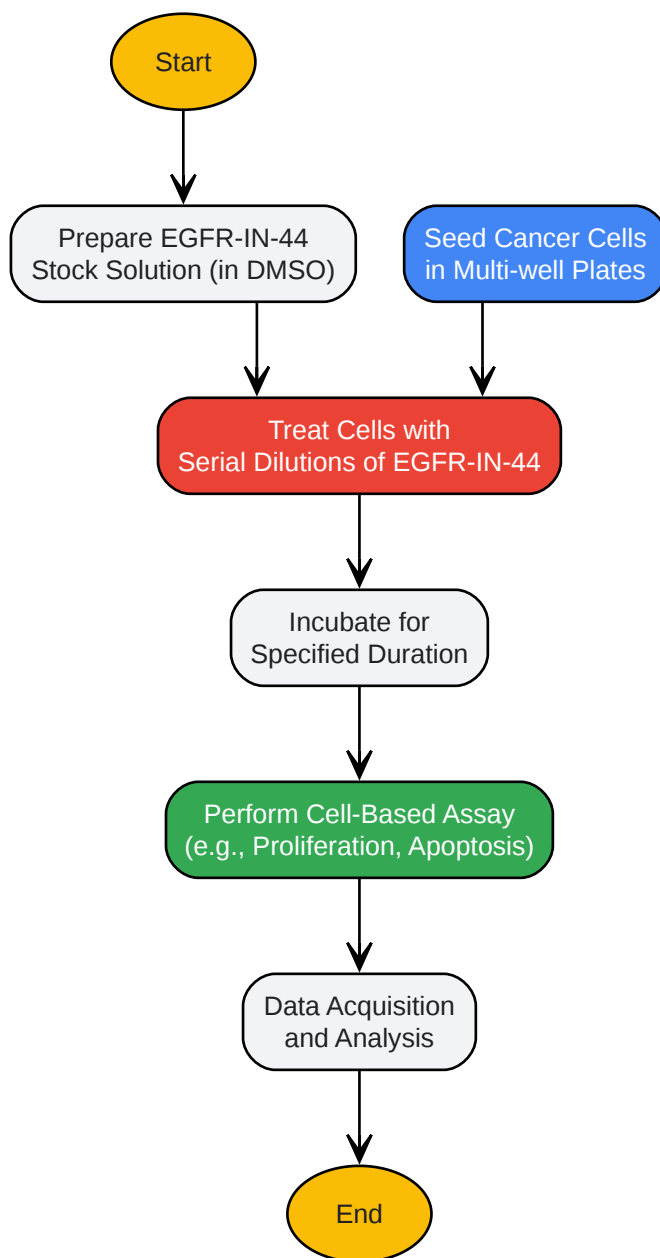 Start
Prepare EGFR-IN-44
Stock Solution (in DMSO)
Seed Cancer Cells
in Multi-well Plates
Treat Cells with
Serial Dilutions of EGFR-IN-44
Incubate for
Specified Duration
Perform Cell-Based Assay
(e.g., Proliferation, Apoptosis)
Data Acquisition
and Analysis
End